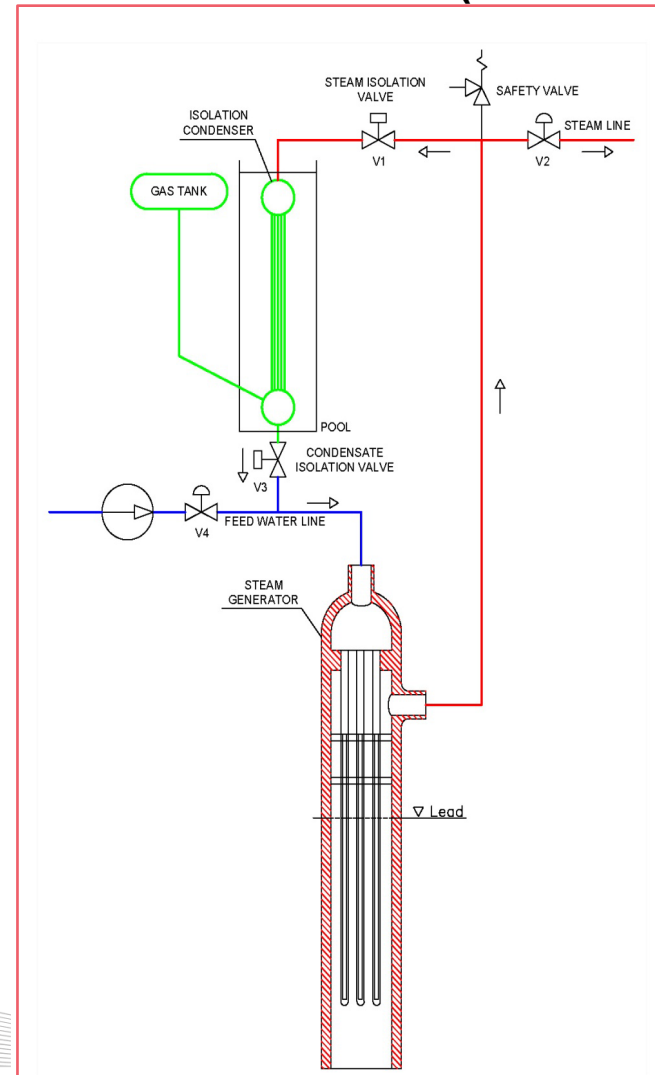 STEAM ISOLATION
VALVE
SAFETY VALVE
ISOLATION
CONDENSER
STEAM LINE
V1
V2
GAS TANK
POOL
CONDENSATE
ISOLATION VALVE
V3
FEED WATER LINE
V4
STEAM
GENERATOR
Lead